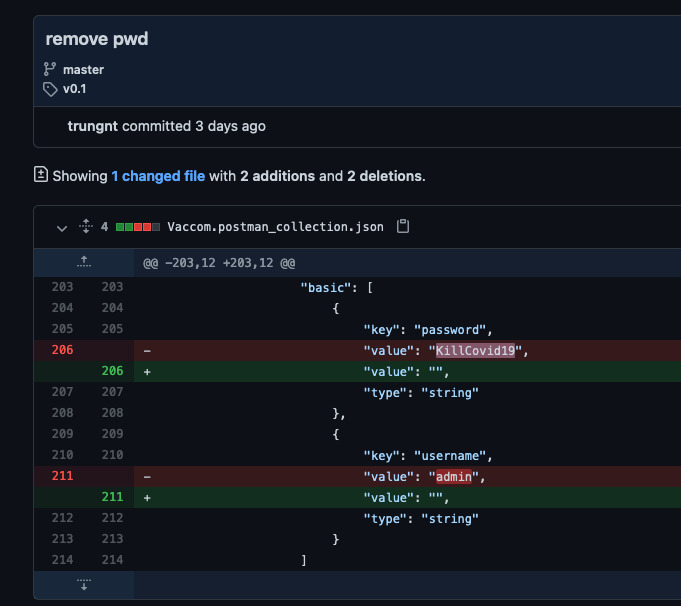 remove pwd
master
v0.1
trungnt committed 3 days ago
Showing 1 changed file with 2 additions and 2 deletions.
4 Vaccom.postman_collection.json
@@ -203,12 +203,12 @@
203 203 "basic": [
204 204 {
205 205 "key": "password",
206 - "value": "KillCovid19",
206 + "value": "",
207 207 "type": "string"
208 208 },
209 209 {
210 210 "key": "username",
211 - "value": "admin",
211 + "value": "",
212 212 "type": "string"
213 213 }
214 214 ]